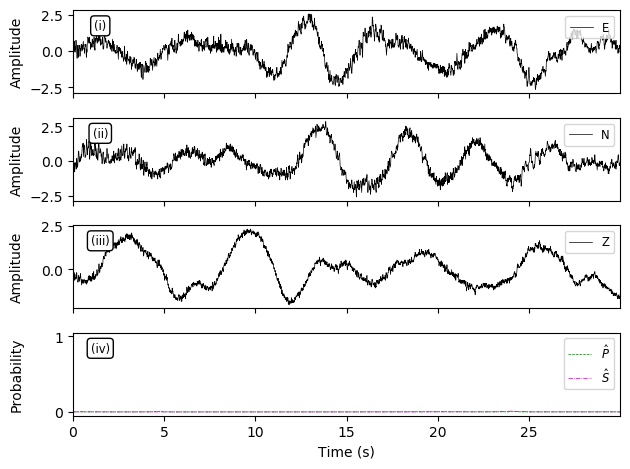 Amplitude
2.5
0.0
−2.5
(i)
E
Amplitude
2.5
0.0
−2.5
(ii)
N
Amplitude
2.5
0.0
(iii)
Z
Probability
1
0
(iv)
P̂
Ŝ
0 5 10 15 20 25
Time (s)